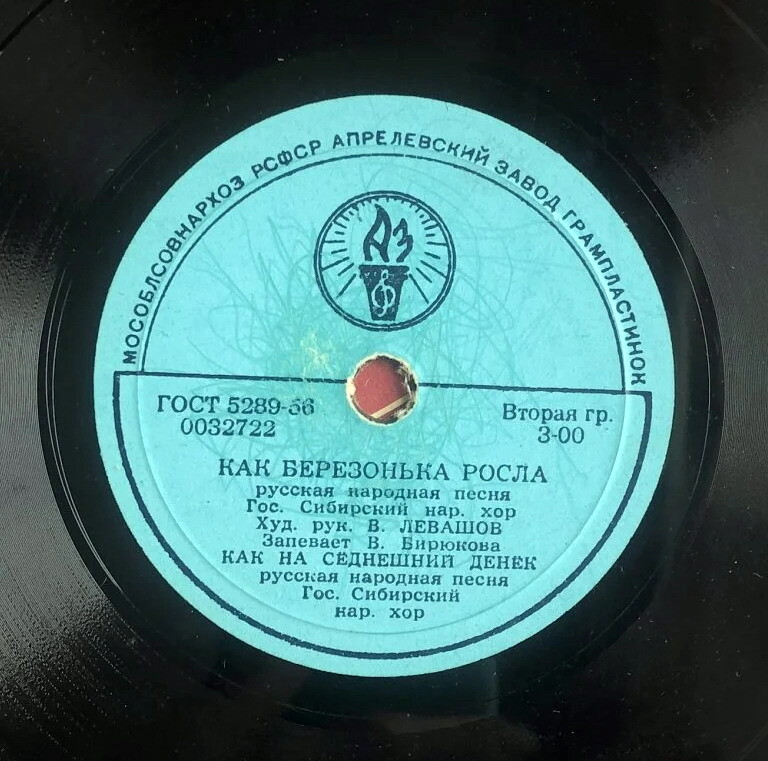 МОСОБЛСОВНАРХОЗ РСФСР АПРЕЛЕВСКИЙ ЗАВОД ГРАМПЛАСТИНОК
АЗ
ГОСТ 5289-56
0032722
Вторая гр.
3-00
КАК БЕРЕЗОНЬКА РОСЛА
русская народная песня
Гос. Сибирский нар. хор
Худ. рук. В. ЛЕВАШОВ
Запевает В. Бирюкова
КАК НА СЕДНЕШНИЙ ДЕНЕК
русская народная песня
Гос. Сибирский
нар. хор